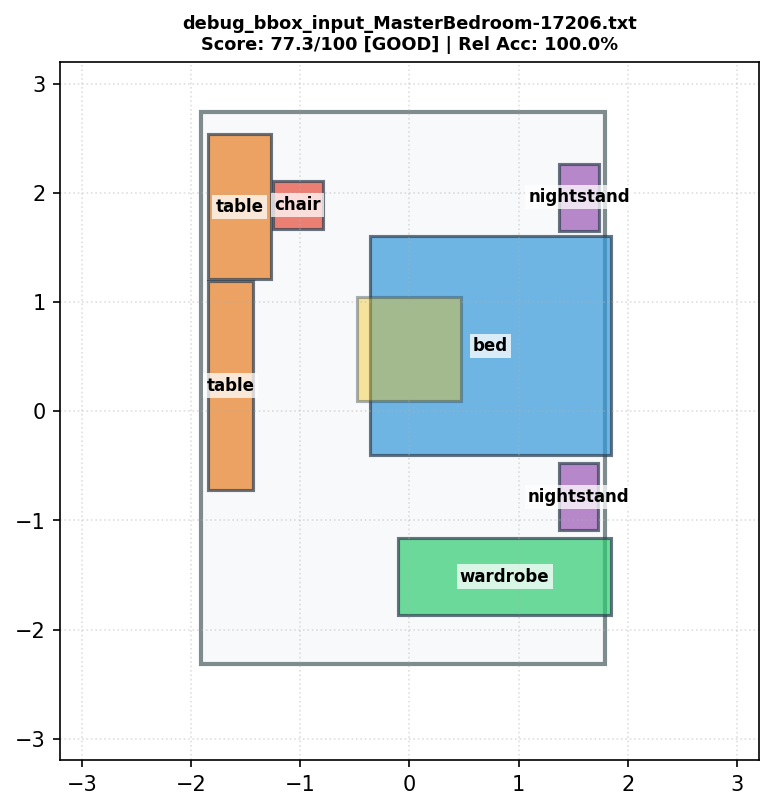 debug_bbox_input_MasterBedroom-17206.txt
Score: 77.3/100 [GOOD] | Rel Acc: 100.0%
3
2
1
0
−1
−2
−3
nightstand
table
chair
bed
table
nightstand
wardrobe
−3
−2
−1
0
1
2
3